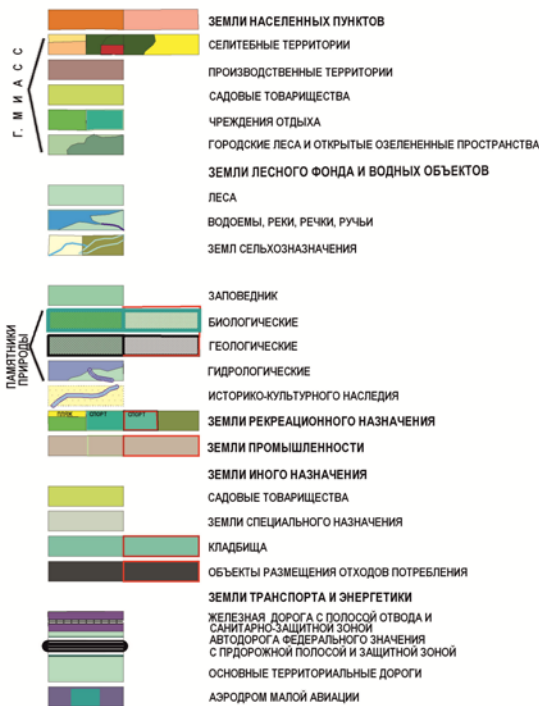 ЗЕМЛИ НАСЕЛЕННЫХ ПУНКТОВ
Г. МИАСС
СЕЛИТЕБНЫЕ ТЕРРИТОРИИ
ПРОИЗВОДСТВЕННЫЕ ТЕРРИТОРИИ
САДОВЫЕ ТОВАРИЩЕСТВА
ЧРЕЖДЕНИЯ ОТДЫХА
ГОРОДСКИЕ ЛЕСА И ОТКРЫТЫЕ ОЗЕЛЕНЕННЫЕ ПРОСТРАНСТВА
ЗЕМЛИ ЛЕСНОГО ФОНДА И ВОДНЫХ ОБЪЕКТОВ
ЛЕСА
ВОДОЕМЫ, РЕКИ, РЕЧКИ, РУЧЬИ
ЗЕМЛ СЕЛЬХОЗНАЗНАЧЕНИЯ
ЗАПОВЕДНИК
ПАМЯТНИКИ
ПРИРОДЫ
БИОЛОГИЧЕСКИЕ
ГЕОЛОГИЧЕСКИЕ
ГИДРОЛОГИЧЕСКИЕ
ИСТОРИКО-КУЛЬТУРНОГО НАСЛЕДИЯ
ПЛЯЖ СПОРТ СПОРТ ЗЕМЛИ РЕКРЕАЦИОННОГО НАЗНАЧЕНИЯ
ЗЕМЛИ ПРОМЫШЛЕННОСТИ
ЗЕМЛИ ИНОГО НАЗНАЧЕНИЯ
САДОВЫЕ ТОВАРИЩЕСТВА
ЗЕМЛИ СПЕЦИАЛЬНОГО НАЗНАЧЕНИЯ
КЛАДБИЩА
ОБЪЕКТЫ РАЗМЕЩЕНИЯ ОТХОДОВ ПОТРЕБЛЕНИЯ
ЗЕМЛИ ТРАНСПОРТА И ЭНЕРГЕТИКИ
ЖЕЛЕЗНАЯ ДОРОГА С ПОЛОСОЙ ОТВОДА И
САНИТАРНО-ЗАЩИТНОЙ ЗОНОЙ
АВТОДОРОГА ФЕДЕРАЛЬНОГО ЗНАЧЕНИЯ
С ПРДОРОЖНОЙ ПОЛОСОЙ И ЗАЩИТНОЙ ЗОНОЙ
ОСНОВНЫЕ ТЕРРИТОРИАЛЬНЫЕ ДОРОГИ
АЭРОДРОМ МАЛОЙ АВИАЦИИ